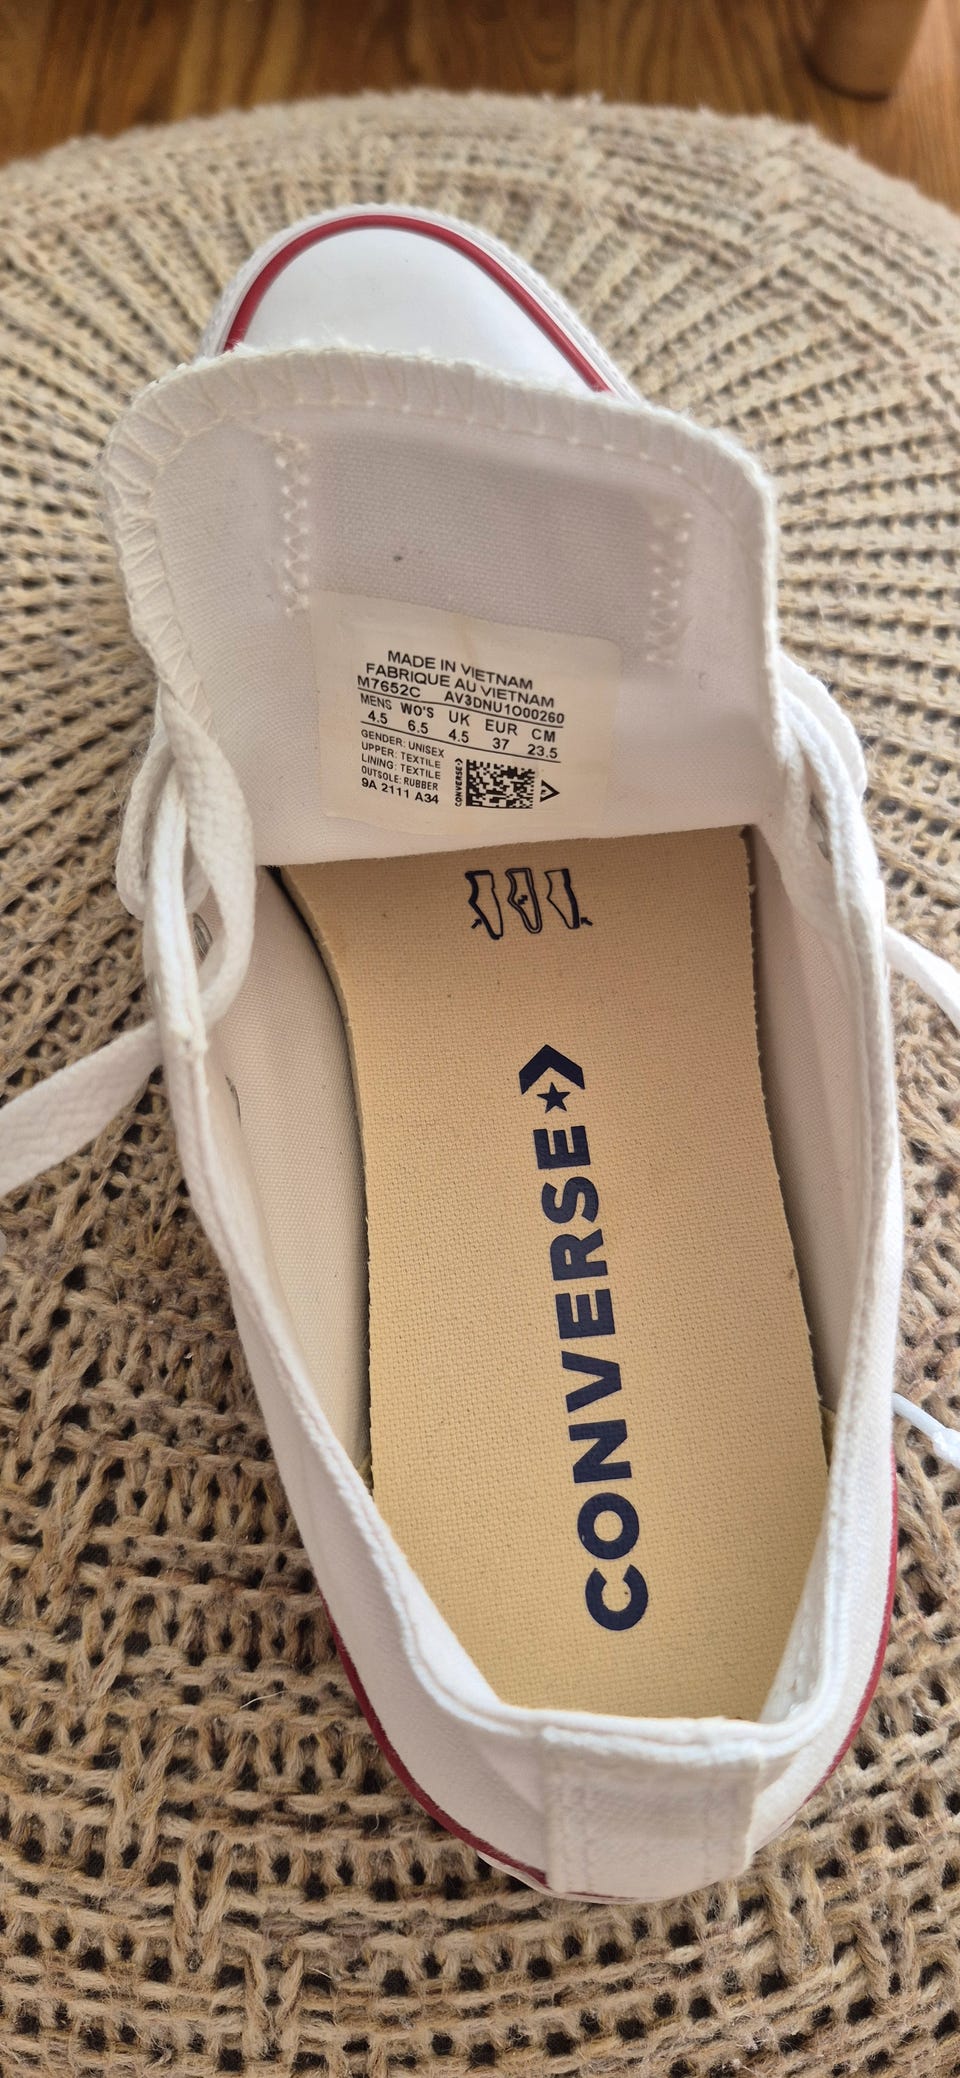 MADE IN VIETNAM
FABRIQUE AU VIETNAM
M7652C AV3DNU1O00260
MENS WO'S UK EUR CM
4.5 6.5 4.5 37 23.5
GENDER: UNISEX
UPPER: TEXTILE
LINING: TEXTILE
OUTSOLE: RUBBER
9A 2111 A34
CONVERSE
CONVERSE